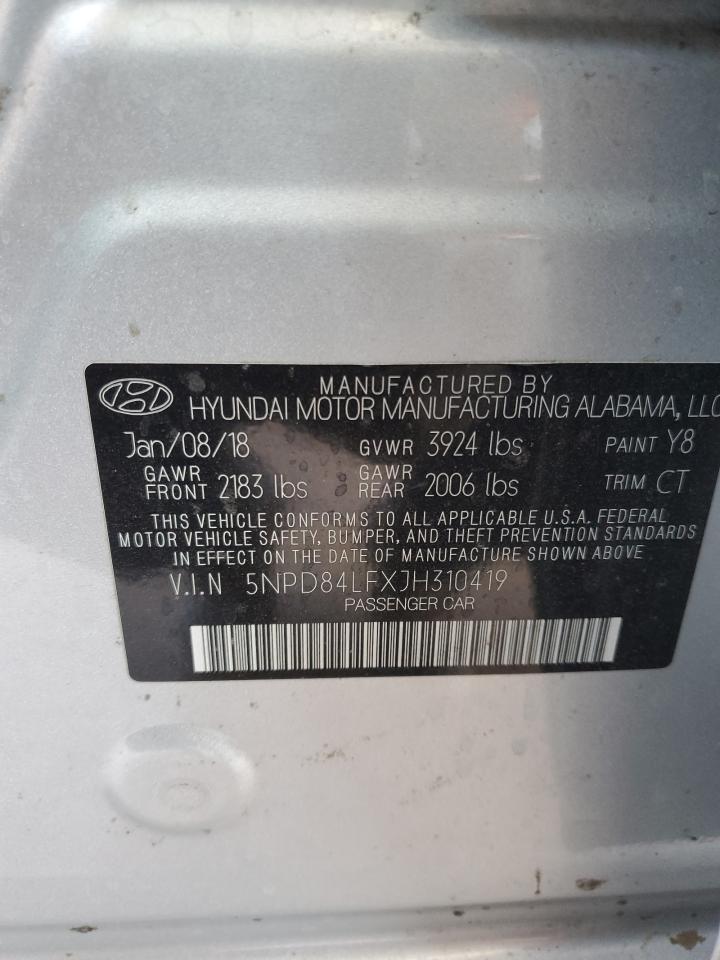 MANUFACTURED BY
HYUNDAI MOTOR MANUFACTURING ALABAMA, LLC
Jan/08/18 GVWR 3924 lbs PAINT Y8
GAWR FRONT 2183 lbs GAWR REAR 2006 lbs TRIM CT
THIS VEHICLE CONFORMS TO ALL APPLICABLE U.S.A. FEDERAL
MOTOR VEHICLE SAFETY, BUMPER, AND THEFT PREVENTION STANDARDS
IN EFFECT ON THE DATE OF MANUFACTURE SHOWN ABOVE.
V.I.N 5NPD84LFXJH310419
PASSENGER CAR